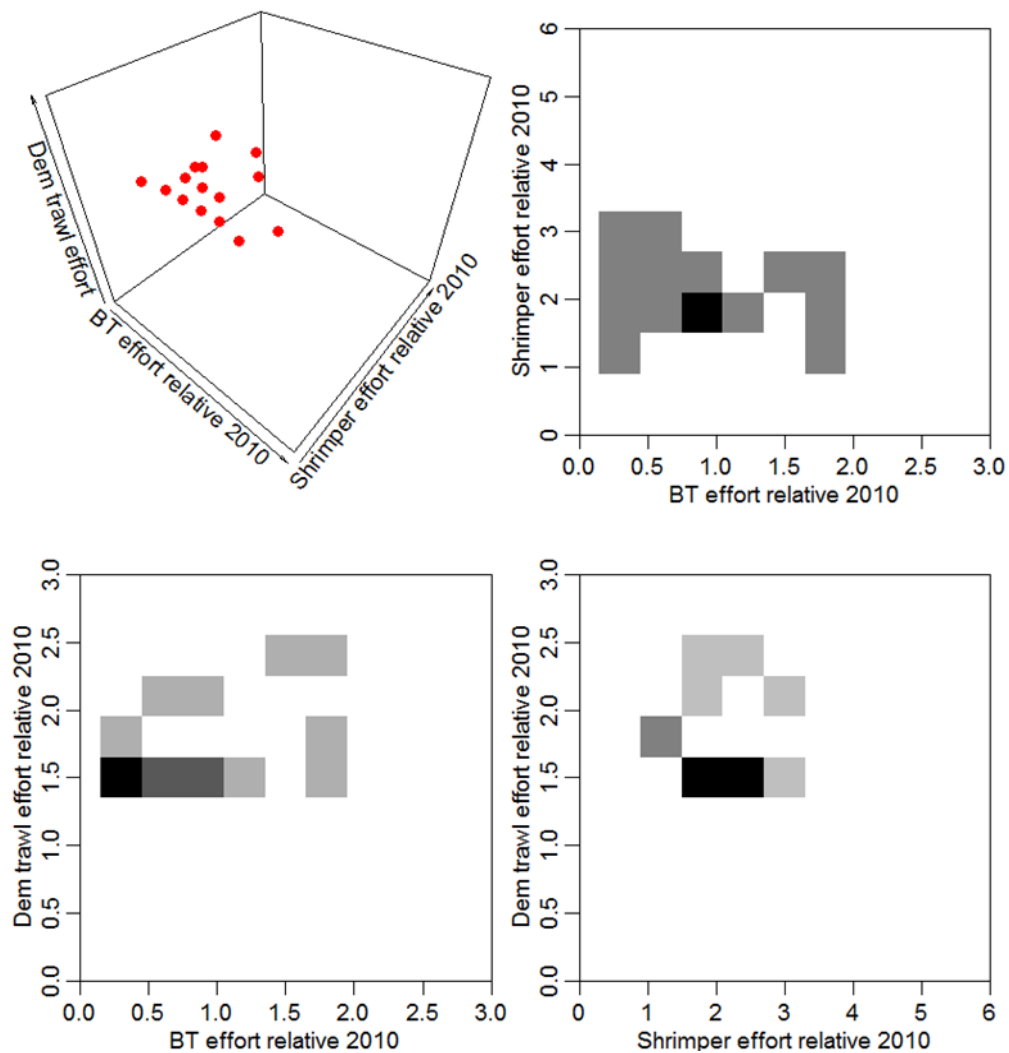 Dem trawl effort
BT effort relative 2010
Shrimper effort relative 2010
Shrimper effort relative 2010
6
5
4
3
2
1
0
0.0 0.5 1.0 1.5 2.0 2.5 3.0
BT effort relative 2010
Dem trawl effort relative 2010
3.0
2.5
2.0
1.5
1.0
0.5
0.0
0.0 0.5 1.0 1.5 2.0 2.5 3.0
BT effort relative 2010
Dem trawl effort relative 2010
3.0
2.5
2.0
1.5
1.0
0.5
0.0
0 1 2 3 4 5 6
Shrimper effort relative 2010